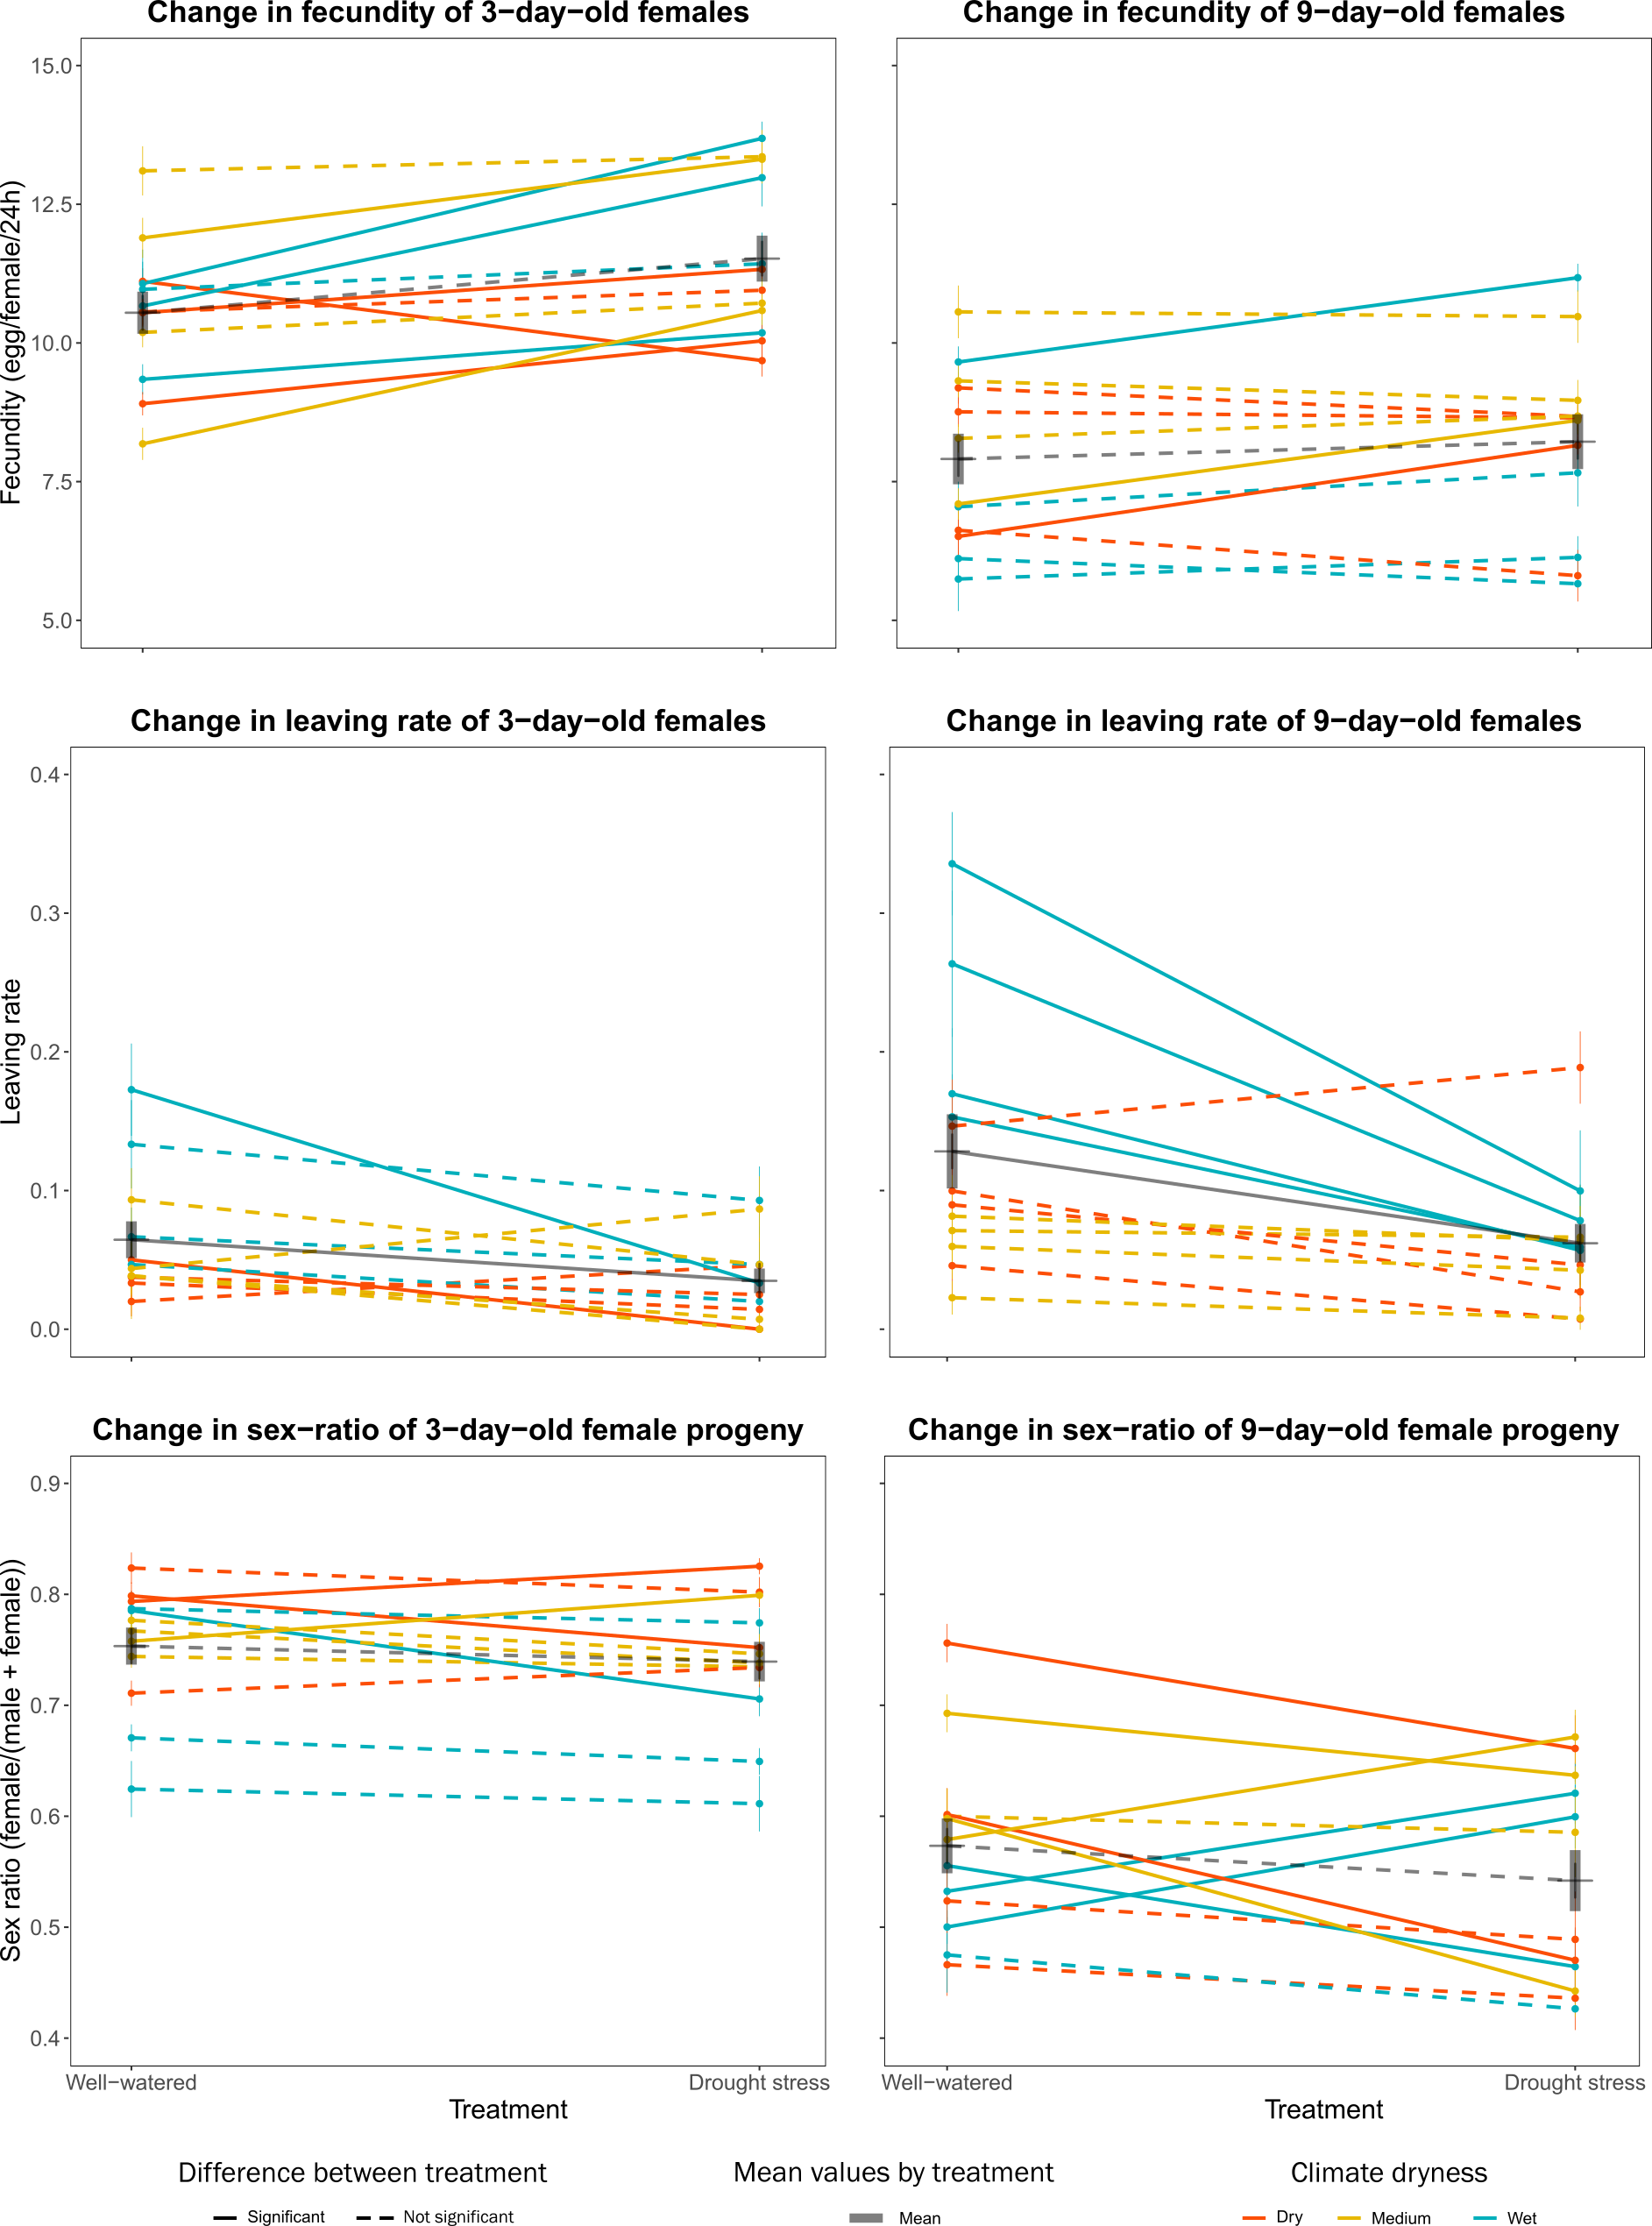 Change in fecundity of 3−day−old females
Change in fecundity of 9−day−old females
Fecundity (egg/female/24h)
15.0
12.5
10.0
7.5
5.0
Change in leaving rate of 3−day−old females
Change in leaving rate of 9−day−old females
Leaving rate
0.4
0.3
0.2
0.1
0.0
Change in sex−ratio of 3−day−old female progeny
Change in sex−ratio of 9−day−old female progeny
Sex ratio (female/(male + female))
0.9
0.8
0.7
0.6
0.5
0.4
Well−watered
Drought stress
Well−watered
Drought stress
Treatment
Treatment
Difference between treatment
Mean values by treatment
Climate dryness
Significant
Not significant
Mean
Dry
Medium
Wet